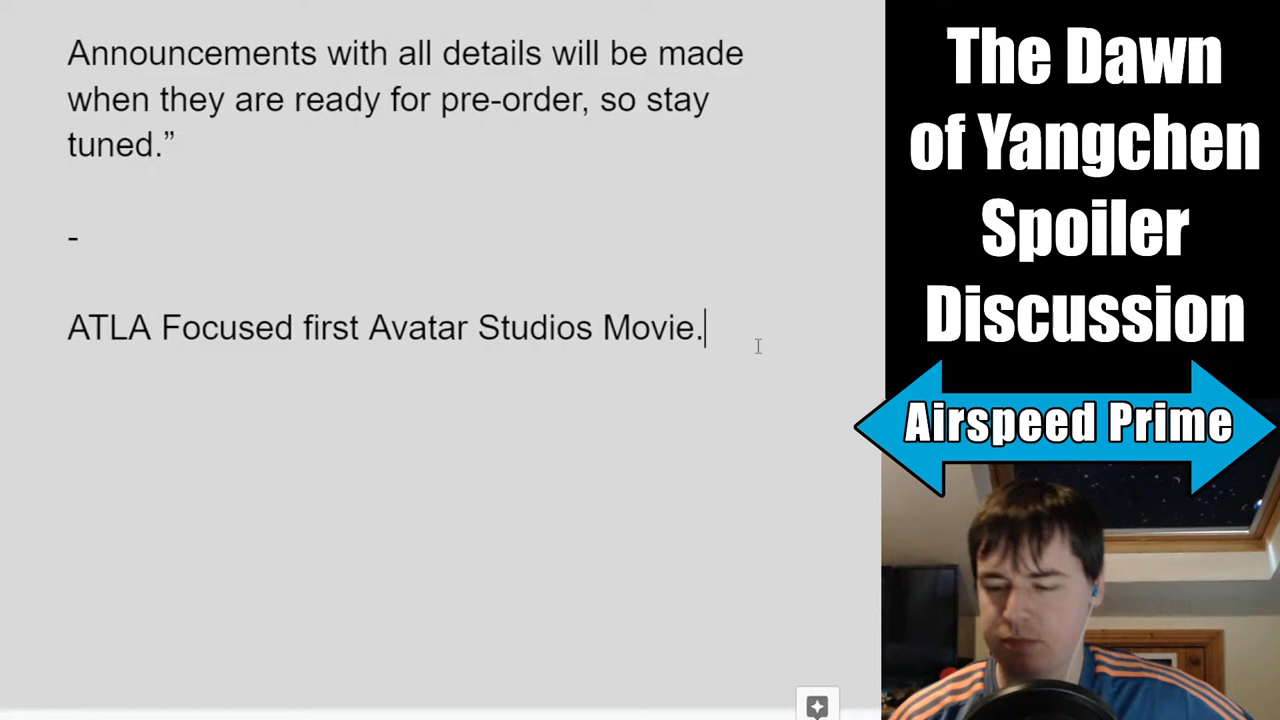 Announcements with all details will be made
when they are ready for pre-order, so stay
tuned.”
-
ATLA Focused first Avatar Studios Movie.
The Dawn
of Yangchen
Spoiler
Discussion
Airspeed Prime